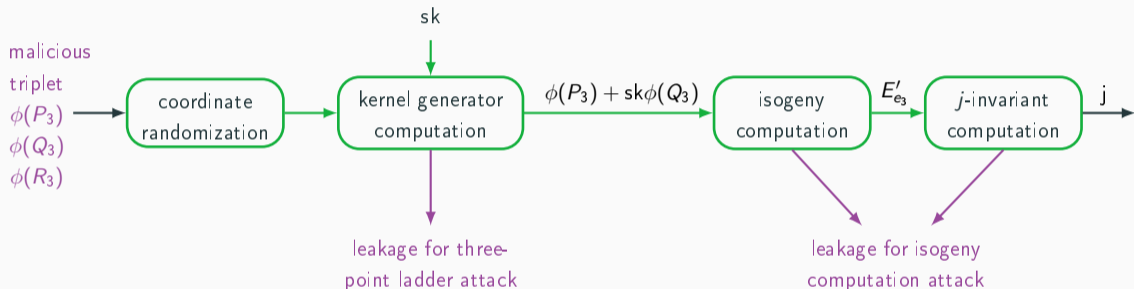 sk
malicious
triplet
ϕ(P₃)
ϕ(Q₃)
ϕ(R₃)
coordinate
randomization
kernel generator
computation
ϕ(P₃) + skϕ(Q₃)
isogeny
computation
E′ₑ₃
j-invariant
computation
j
leakage for three-
point ladder attack
leakage for isogeny
computation attack